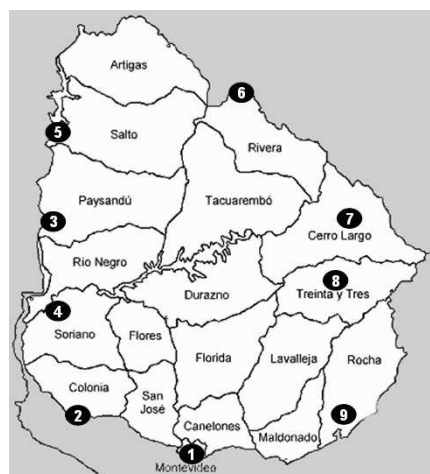 Artigas
6
5
Salto
Rivera
Paysandú
Tacuarembó
3
7
Cerro Largo
Río Negro
8
Durazno
Treinta y Tres
4
Soriano
Flores
Florida
Lavalleja
Rocha
Colonia
San
José
2
9
Canelones
Maldonado
1
Montevideo